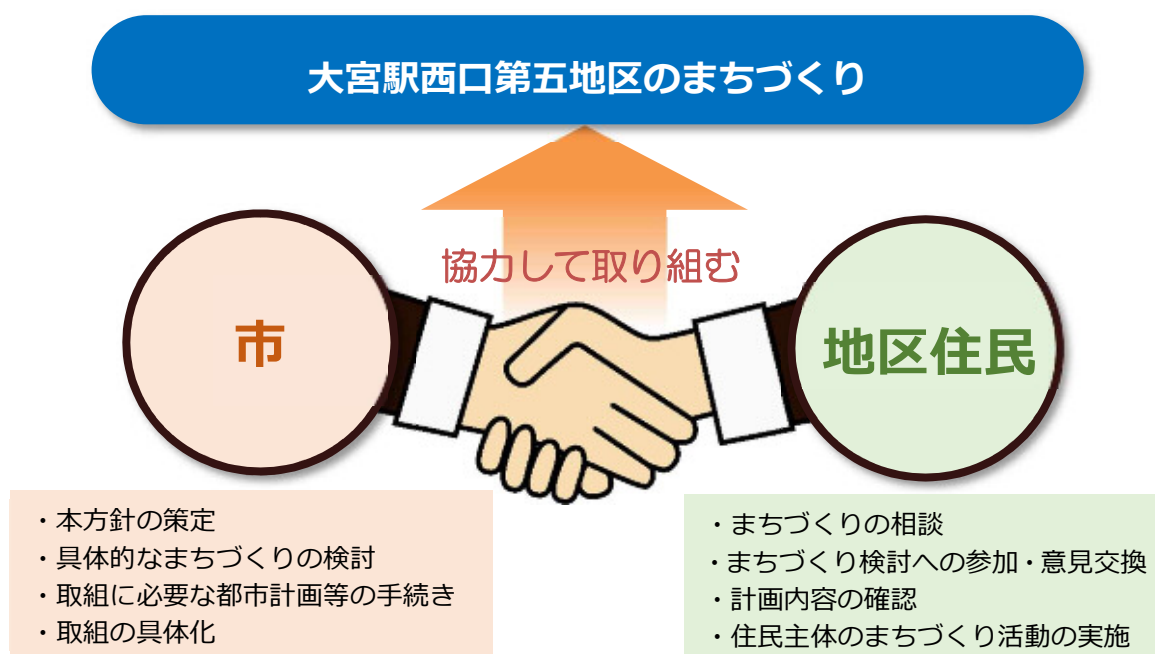 大宮駅西口第五地区のまちづくり
協力して取り組む
市
地区住民
・本方針の策定
・具体的なまちづくりの検討
・取組に必要な都市計画等の手続き
・取組の具体化
・まちづくりの相談
・まちづくり検討への参加・意見交換
・計画内容の確認
・住民主体のまちづくり活動の実施